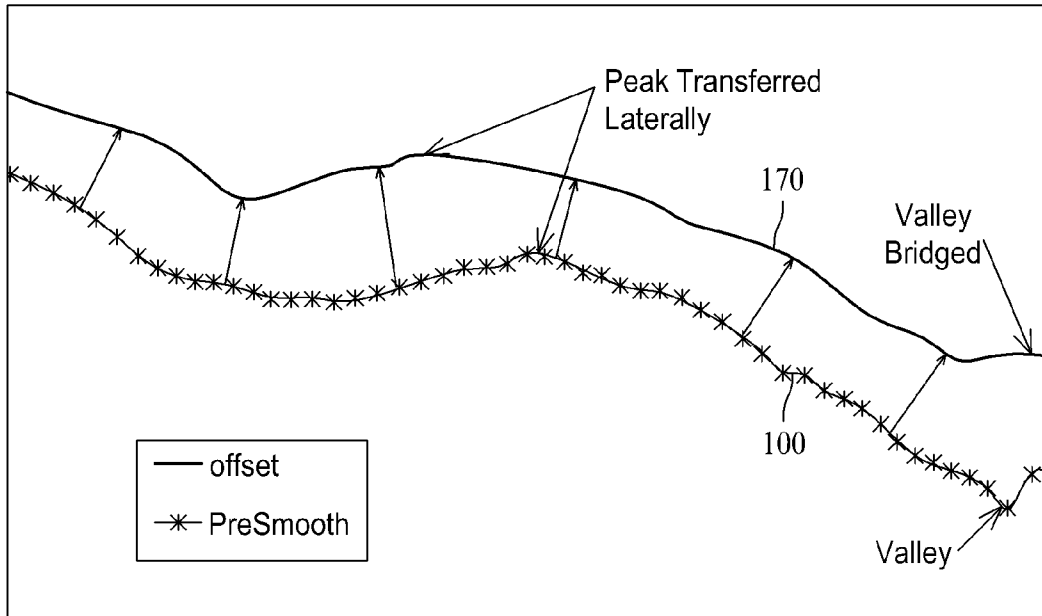 Peak Transferred
Laterally
170
Valley
Bridged
100
offset
PreSmooth
Valley